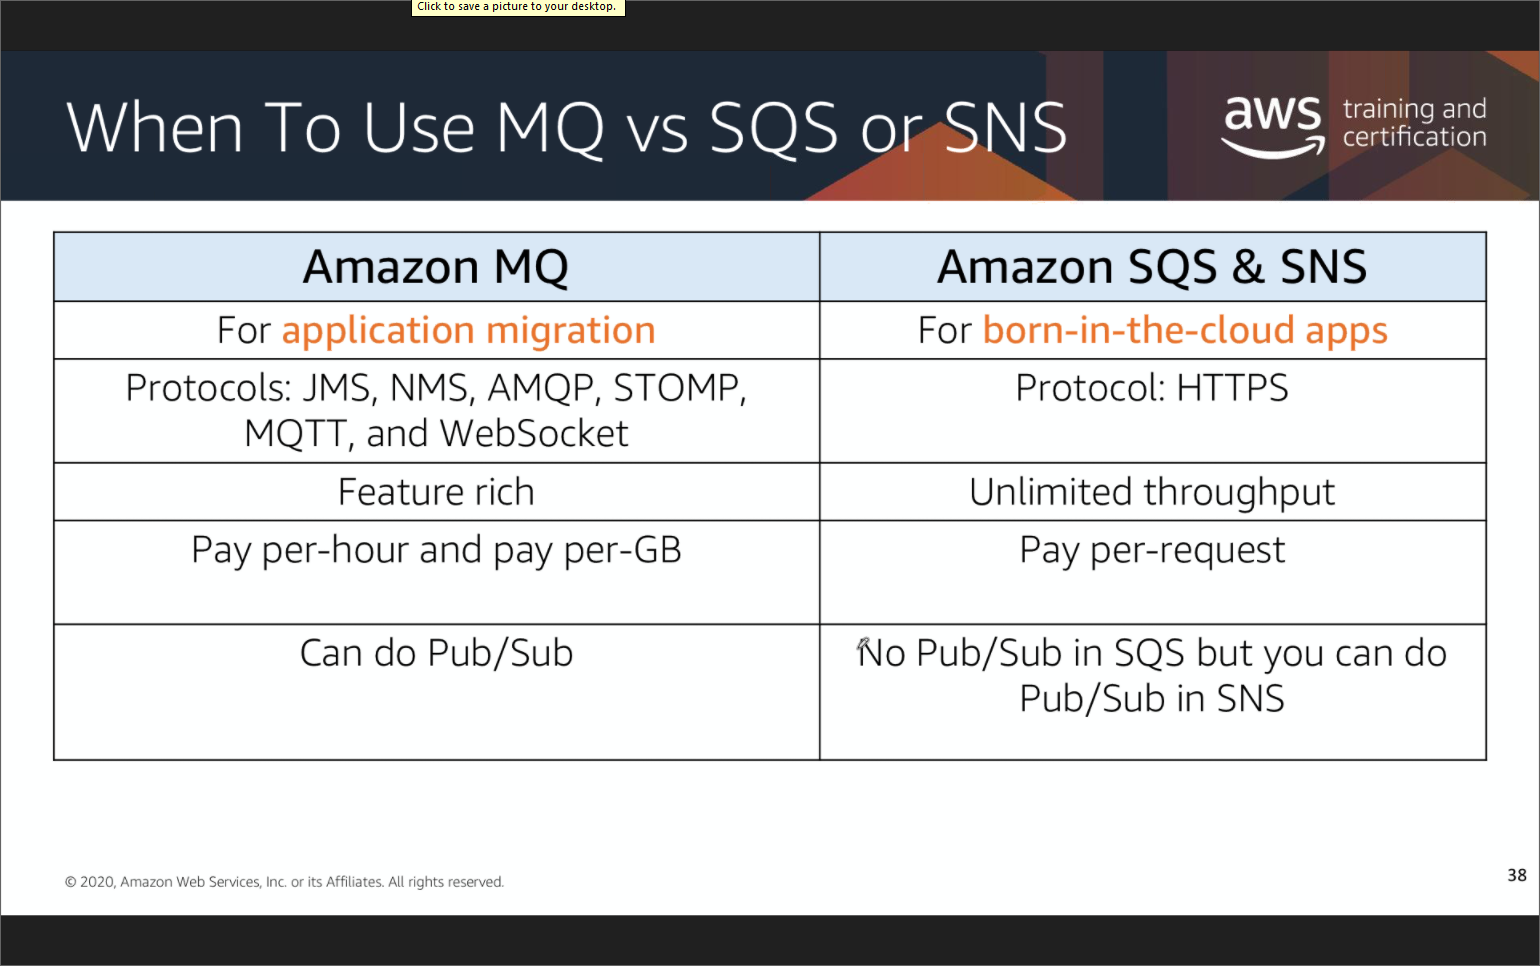 Click to save a picture to your desktop.
When To Use MQ vs SQS or SNS
aws
training and
certification
Amazon MQ
Amazon SQS & SNS
For application migration
For born-in-the-cloud apps
Protocols: JMS, NMS, AMQP, STOMP,
MQTT, and WebSocket
Protocol: HTTPS
Feature rich
Unlimited throughput
Pay per-hour and pay per-GB
Pay per-request
Can do Pub/Sub
No Pub/Sub in SQS but you can do
Pub/Sub in SNS
© 2020, Amazon Web Services, Inc. or its Affiliates. All rights reserved.
38